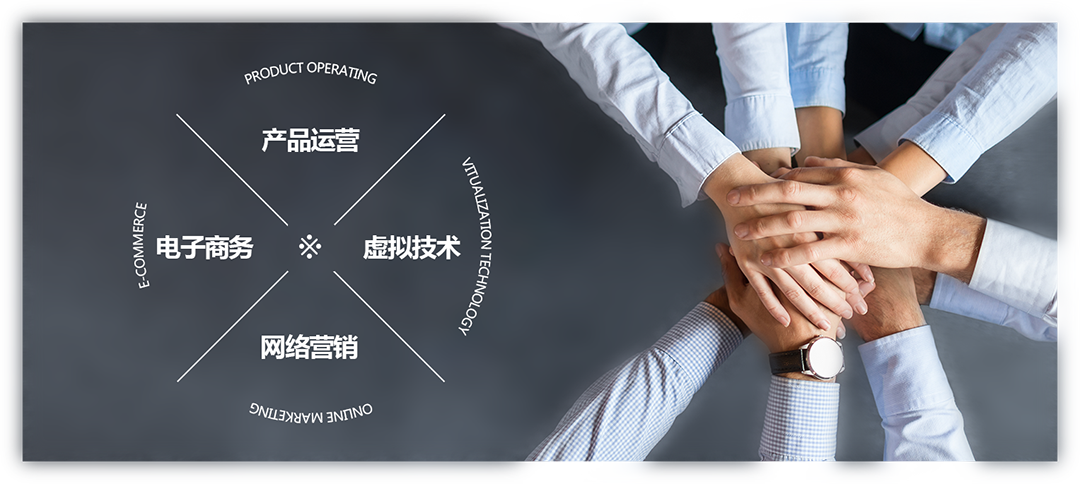 PRODUCT OPERATING
产品运营
VITUALIZATION TECHNOLOGY
E-COMMERCE
电子商务
※
虚拟技术
网络营销
ONLINE MARKETING